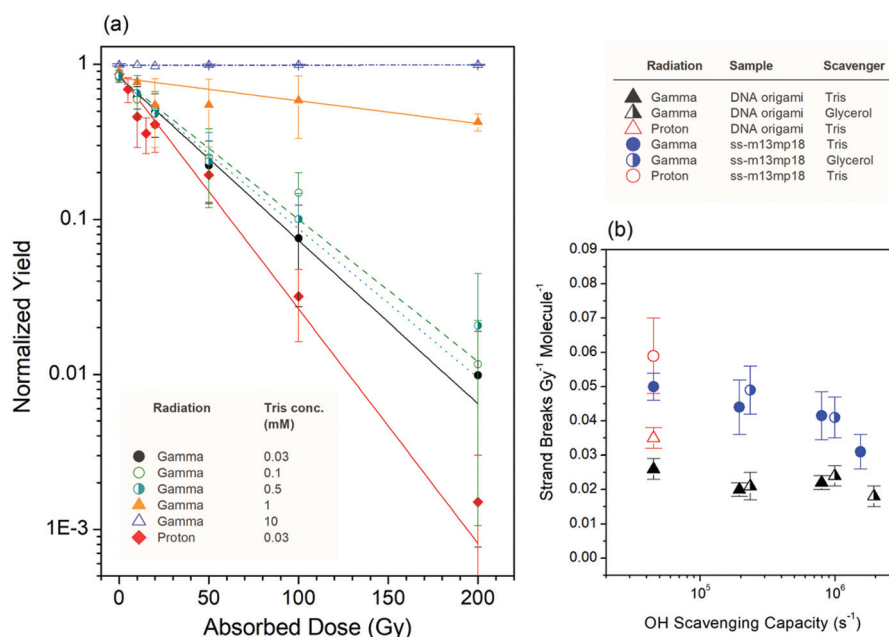 (a)
Normalized Yield
1
0.1
0.01
1E-3
0 50 100 150 200
Absorbed Dose (Gy)
Radiation Tris conc. (mM)
Gamma 0.03
Gamma 0.1
Gamma 0.5
Gamma 1
Gamma 10
Proton 0.03
Radiation Sample Scavenger
Gamma DNA origami Tris
Gamma DNA origami Glycerol
Proton DNA origami Tris
Gamma ss-m13mp18 Tris
Gamma ss-m13mp18 Glycerol
Proton ss-m13mp18 Tris
(b)
Strand Breaks Gy⁻¹ Molecule⁻¹
0.09
0.08
0.07
0.06
0.05
0.04
0.03
0.02
0.01
0.00
10⁵ 10⁶
OH Scavenging Capacity (s⁻¹)